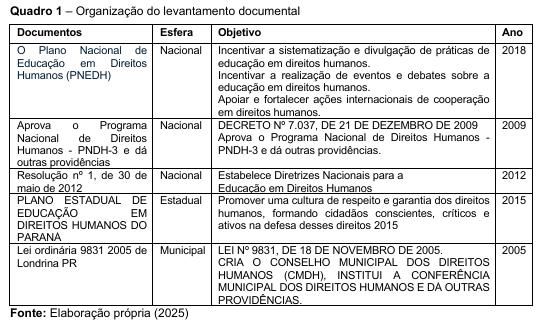 Quadro 1 – Organização do levantamento documental
Documentos Esfera Objetivo Ano
O Plano Nacional de Educação em Direitos Humanos (PNEDH) Nacional Incentivar a sistematização e divulgação de práticas de 2018
educação em direitos humanos.
Incentivar a realização de eventos e debates sobre a
educação em direitos humanos.
Apoiar e fortalecer ações internacionais de cooperação
em direitos humanos.
Aprova o Programa Nacional de Direitos Humanos - PNDH-3 e dá outras providências Nacional DECRETO Nº 7.037, DE 21 DE DEZEMBRO DE 2009 2009
Aprova o Programa Nacional de Direitos Humanos -
PNDH-3 e dá outras providências.
Resolução nº 1, de 30 de maio de 2012 Nacional Estabelece Diretrizes Nacionais para a 2012
Educação em Direitos Humanos
PLANO ESTADUAL DE EDUCAÇÃO EM DIREITOS HUMANOS DO PARANÁ Estadual Promover uma cultura de respeito e garantia dos direitos 2015
humanos, formando cidadãos conscientes, críticos e
ativos na defesa desses direitos 2015
Lei ordinária 9831 2005 de Londrina PR Municipal LEI Nº 9831, DE 18 DE NOVEMBRO DE 2005. 2005
CRIA O CONSELHO MUNICIPAL DOS DIREITOS
HUMANOS (CMDH), INSTITUI A CONFERÊNCIA
MUNICIPAL DOS DIREITOS HUMANOS E DÁ OUTRAS
PROVIDÊNCIAS.
Fonte: Elaboração própria (2025)